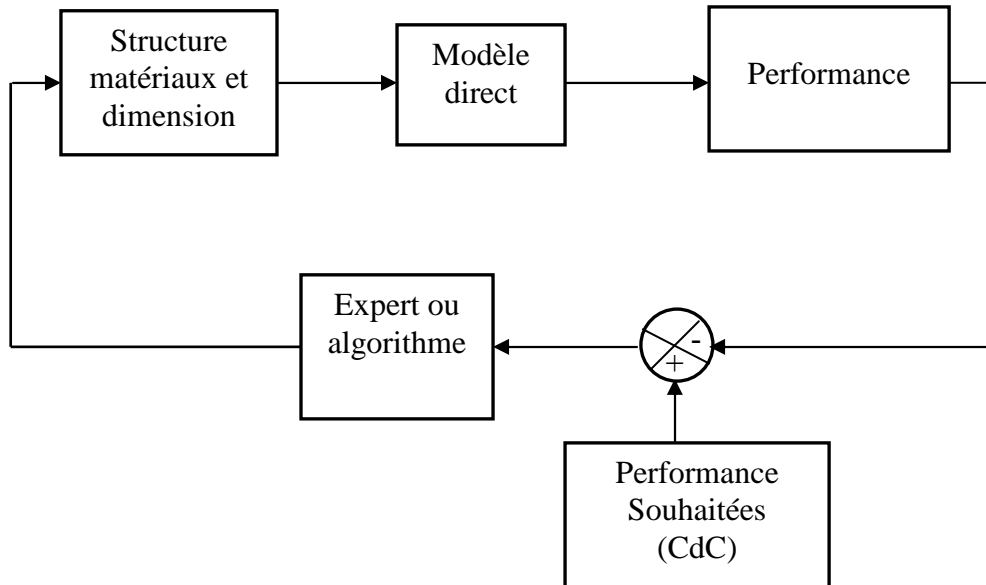 Structure
matériaux et
dimension
Modèle
direct
Performance
Expert ou
algorithme
-
+
Performance
Souhaitées
(CdC)